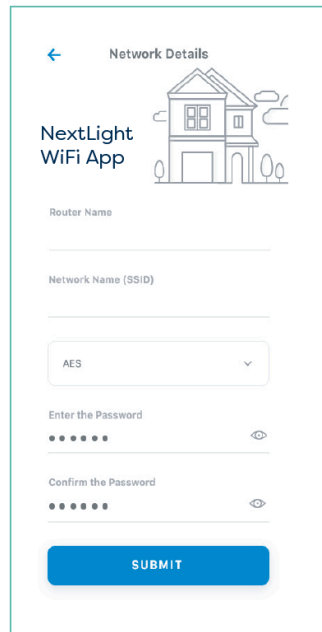 Network Details
NextLight
WiFi App
Router Name
Network Name (SSID)
AES
Enter the Password
••••••
Confirm the Password
••••••
SUBMIT